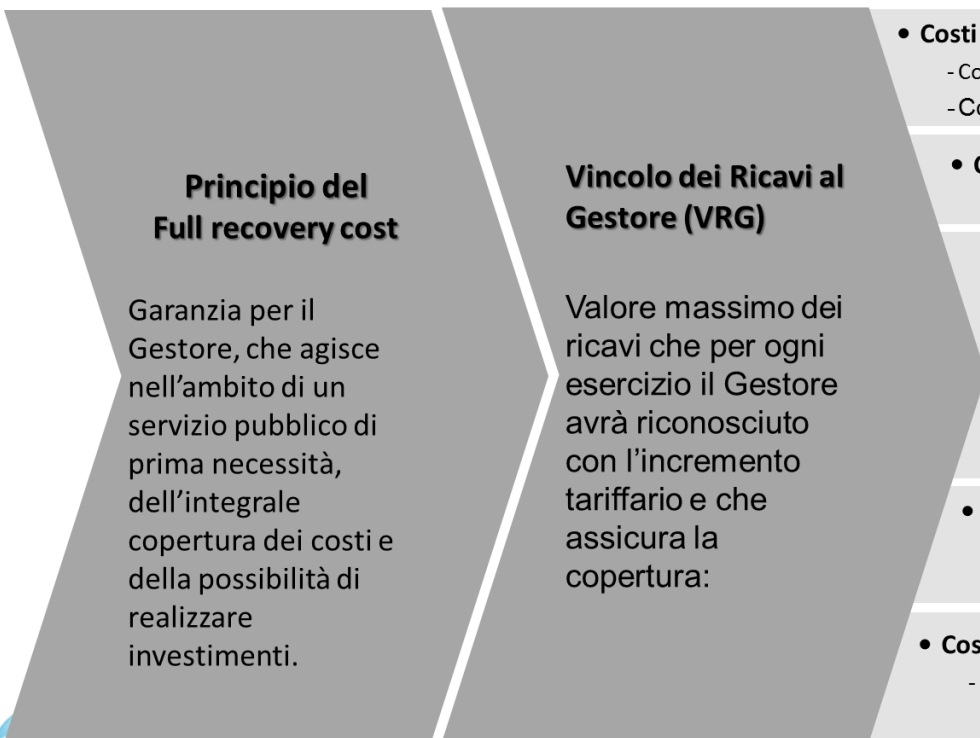 Principio del
Full recovery cost
Garanzia per il
Gestore, che agisce
nell’ambito di un
servizio pubblico di
prima necessità,
dell’integrale
copertura dei costi e
della possibilità di
realizzare
investimenti.
Vincolo dei Ricavi al
Gestore (VRG)
Valore massimo dei
ricavi che per ogni
esercizio il Gestore
avrà riconosciuto
con l’incremento
tariffario e che
assicura la
copertura:
• Costi